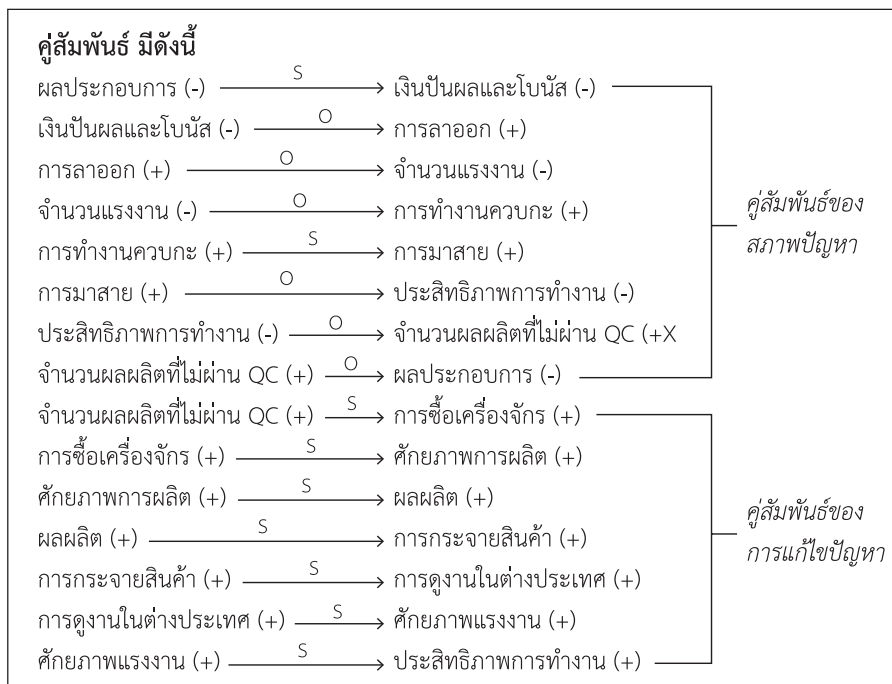 คู่สัมพันธ์ มีดังนี้
ผลประกอบการ (-) S เงินปันผลและโบนัส (-)
เงินปันผลและโบนัส (-) O การลาออก (+)
การลาออก (+) O จำนวนแรงงาน (-)
จำนวนแรงงาน (-) O การทำงานควบกะ (+)
การทำงานควบกะ (+) S การมาสาย (+)
การมาสาย (+) O ประสิทธิภาพการทำงาน (-)
ประสิทธิภาพการทำงาน (-) O จำนวนผลผลิตที่ไม่ผ่าน QC (+X
จำนวนผลผลิตที่ไม่ผ่าน QC (+) O ผลประกอบการ (-)
คู่สัมพันธ์ของ
สภาพปัญหา
จำนวนผลผลิตที่ไม่ผ่าน QC (+) S การซื้อเครื่องจักร (+)
การซื้อเครื่องจักร (+) S ศักยภาพการผลิต (+)
ศักยภาพการผลิต (+) S ผลผลิต (+)
ผลผลิต (+) S การกระจายสินค้า (+)
การกระจายสินค้า (+) S การดูงานในต่างประเทศ (+)
การดูงานในต่างประเทศ (+) S ศักยภาพแรงงาน (+)
ศักยภาพแรงงาน (+) S ประสิทธิภาพการทำงาน (+)
คู่สัมพันธ์ของ
การแก้ไขปัญหา